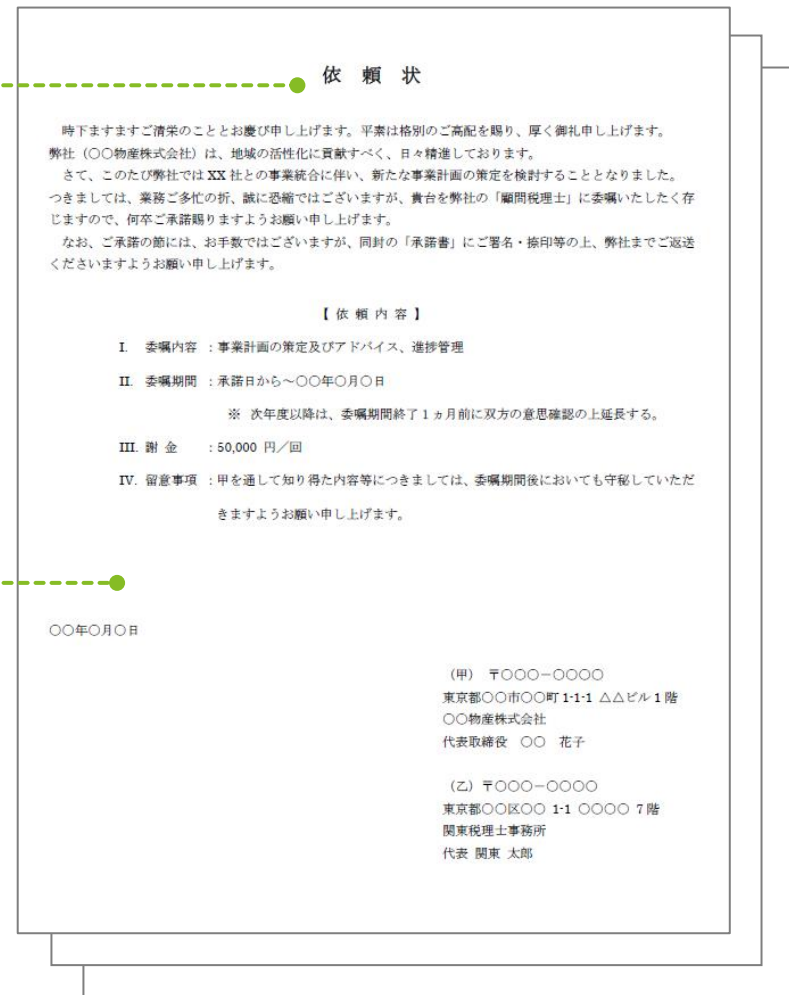 依 頼 状
時下ますますご清栄のこととお慶び申し上げます。平素は格別のご高配を賜り、厚く御礼申し上げます。
弊社（〇〇物産株式会社）は、地域の活性化に貢献すべく、日々精進しております。
さて、このたび弊社では XX 社との事業統合に伴い、新たな事業計画の策定を検討することとなりました。
つきましては、業務ご多忙の折、誠に恐縮ではございますが、貴台を弊社の「顧問税理士」に委嘱いたしたく存
じますので、何卒ご承諾賜りますようお願い申し上げます。
なお、ご承諾の節には、お手数ではございますが、同封の「承諾書」にご署名・捺印等の上、弊社までご返送
くださいますようお願い申し上げます。
【 依 頼 内 容 】
I. 委嘱内容 ：事業計画の策定及びアドバイス、進捗管理
II. 委嘱期間 ：承諾日から～〇〇年〇月〇日
※ 次年度以降は、委嘱期間終了１ヵ月前に双方の意思確認の上延長する。
III. 謝 金 ：50,000 円／回
IV. 留意事項 ：甲を通して知り得た内容等につきましては、委嘱期間後においても守秘していただ
きますようお願い申し上げます。
〇〇年〇月〇日
（甲） 〒〇〇〇－〇〇〇〇
東京都〇〇市〇〇町 1-1-1 △△ビル 1 階
〇〇物産株式会社
代表取締役 〇〇 花子
（乙）〒〇〇〇－〇〇〇〇
東京都〇〇区〇〇 1-1 〇〇〇〇 7 階
関東税理士事務所
代表 関東 太郎